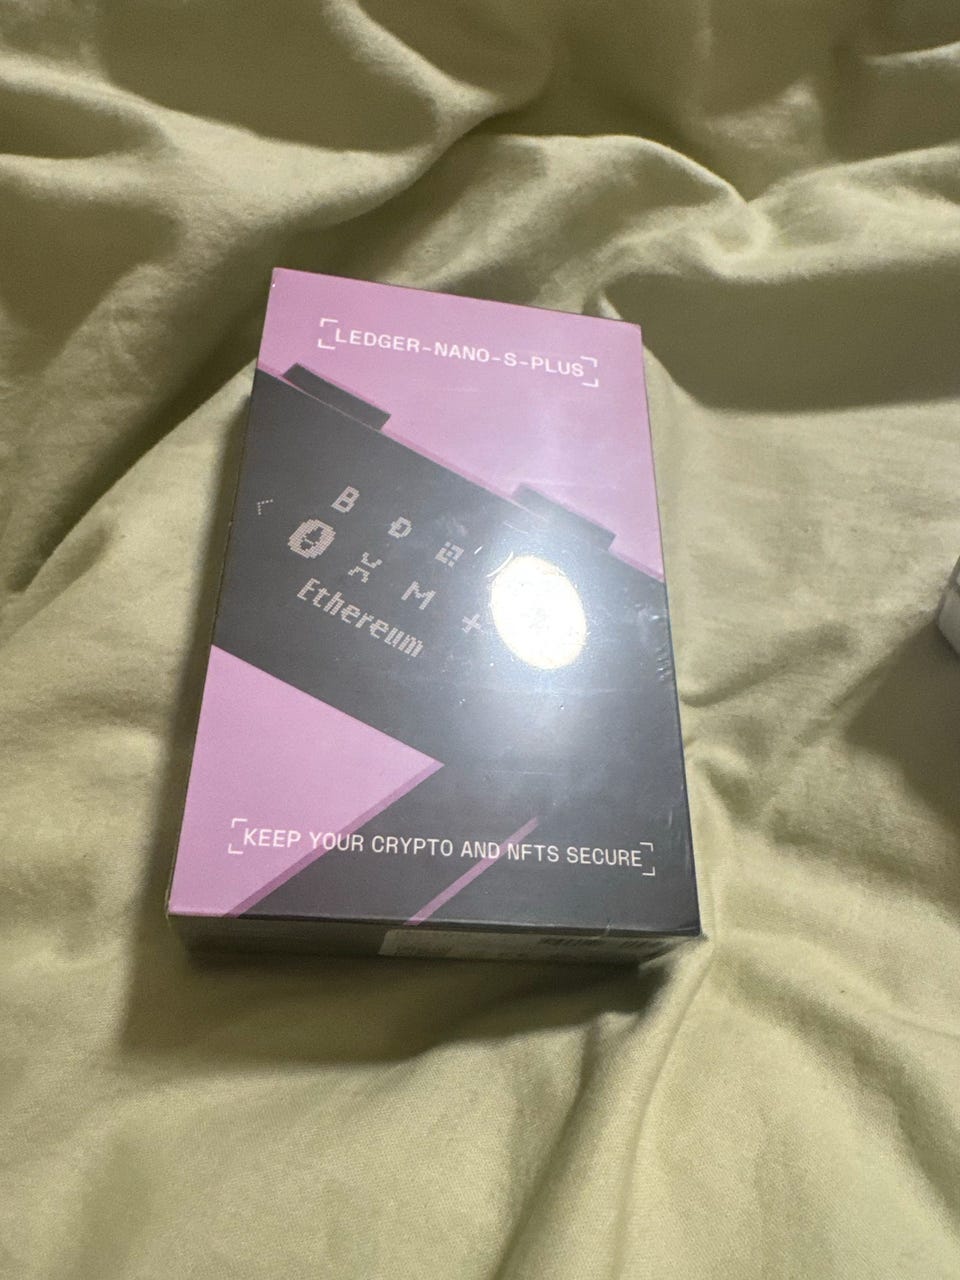 LEDGER-NANO-S-PLUS
Ethereum
KEEP YOUR CRYPTO AND NFTS SECURE